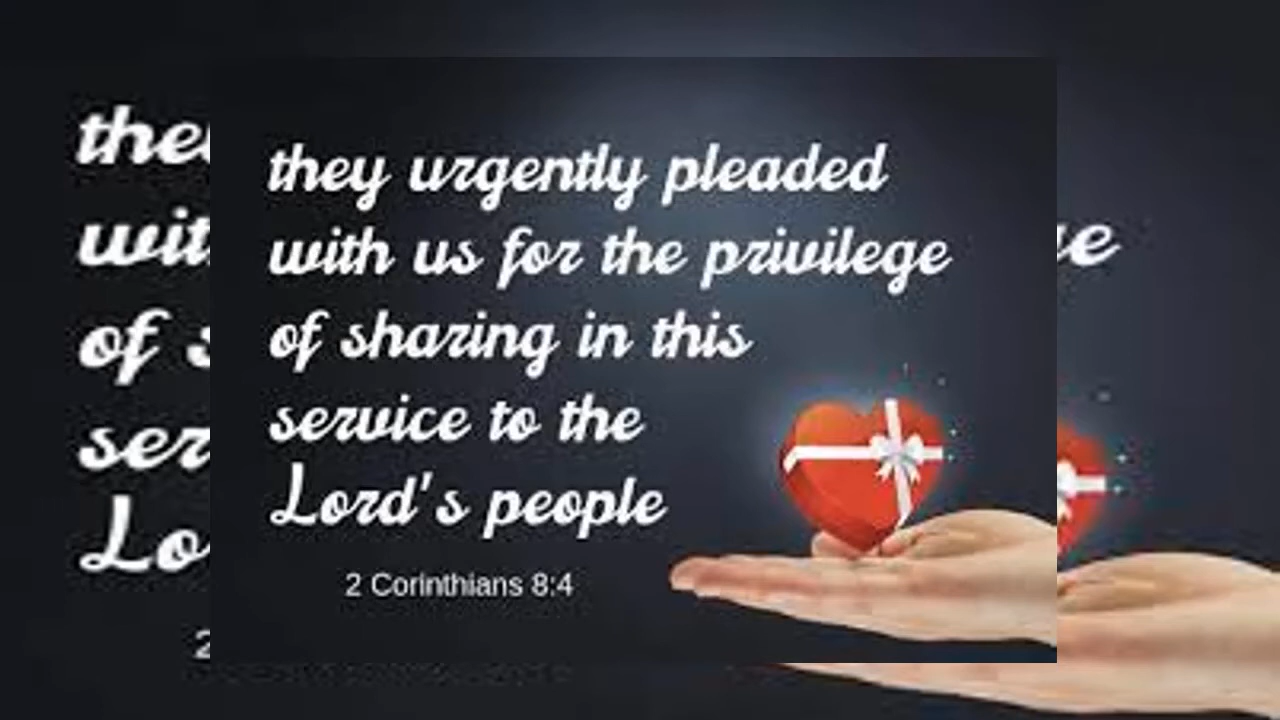 they urgently pleaded
with us for the privilege
of sharing in this
service to the
Lord's people
2 Corinthians 8:4